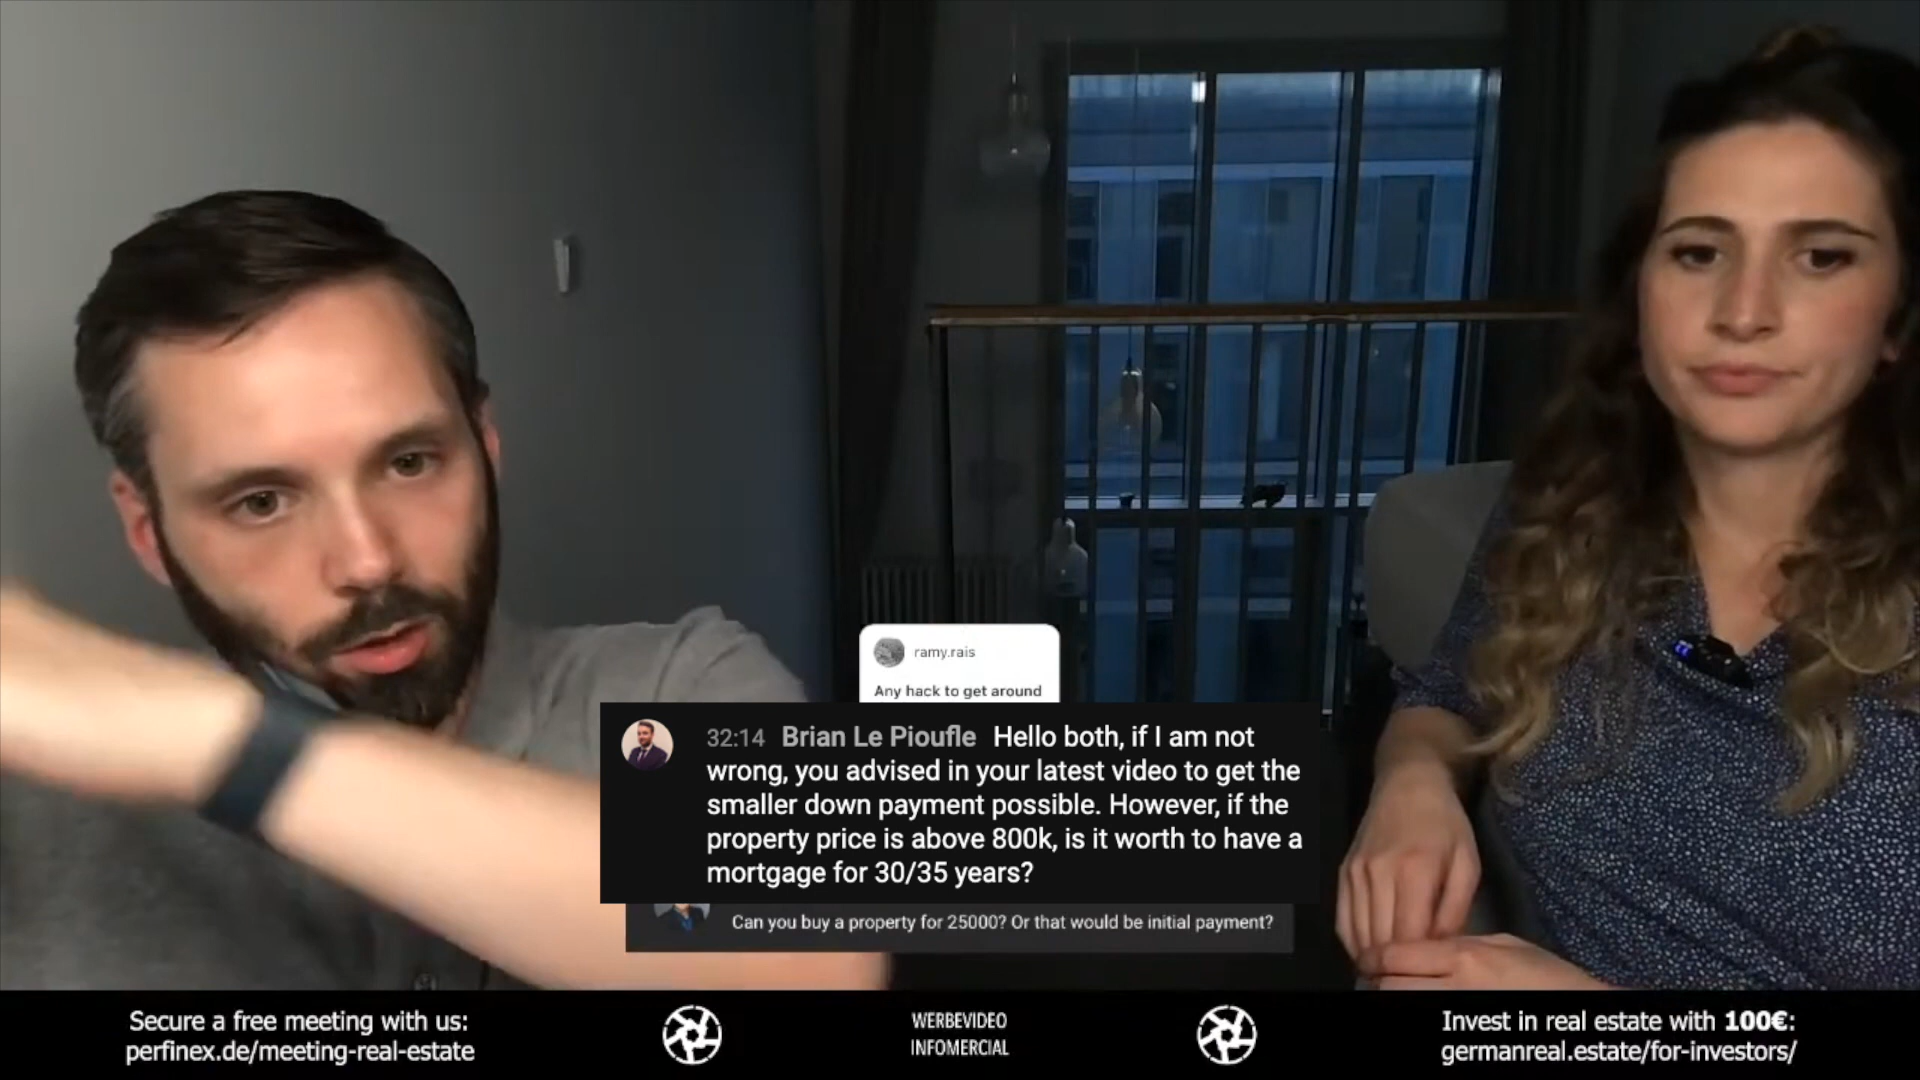 ramy.rais
Any hack to get around
32:14 Brian Le Pioufle Hello both, if I am not
wrong, you advised in your latest video to get the
smaller down payment possible. However, if the
property price is above 800k, is it worth to have a
mortgage for 30/35 years?
Can you buy a property for 25000? Or that would be initial payment?
Secure a free meeting with us:
perfinex.de/meeting-real-estate
WERBEVIDEO
INFOMERCIAL
Invest in real estate with 100€:
germanreal.estate/for-investors/